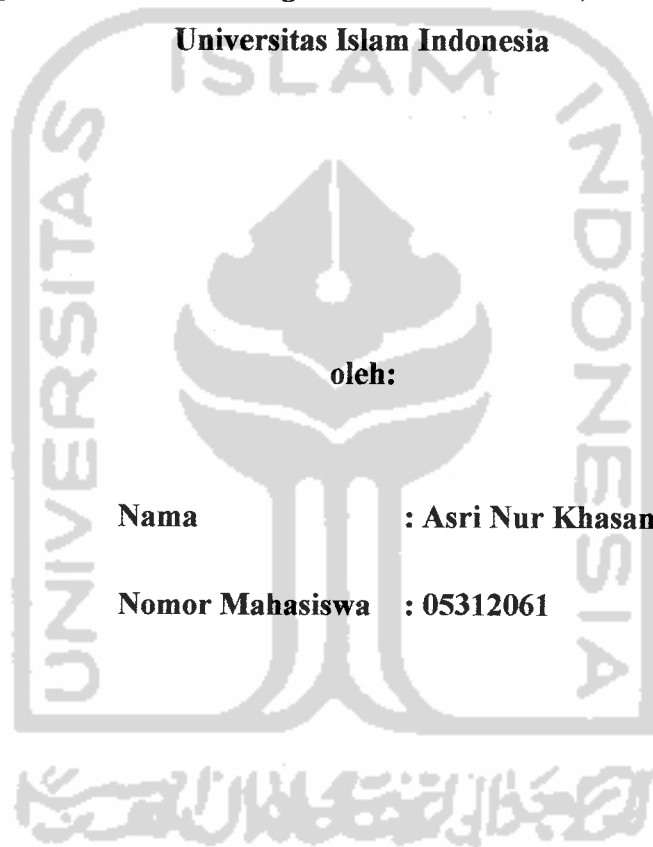 Universitas Islam Indonesia
ISLAM
UNIVERSITAS
INDONESIA
oleh:
Nama : Asri Nur Khasan
Nomor Mahasiswa : 05312061